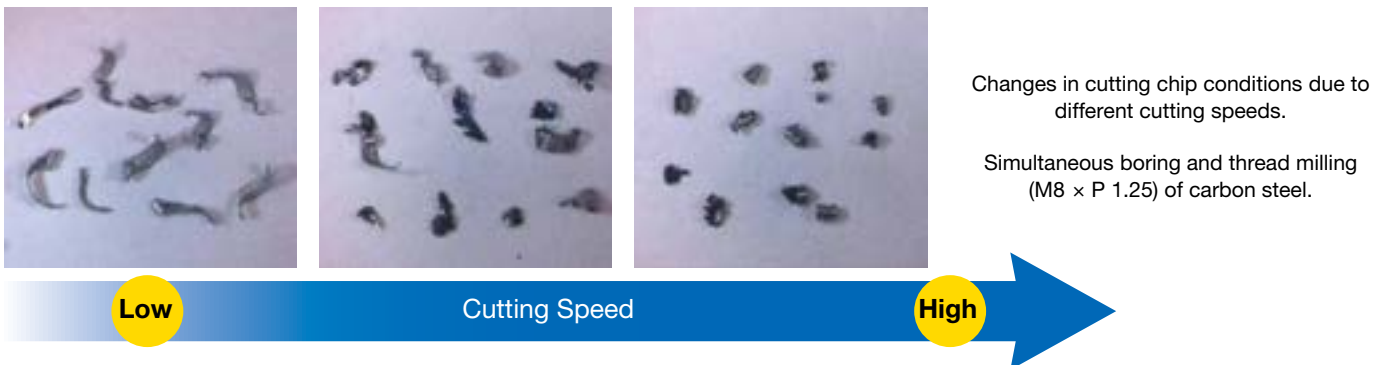 Changes in cutting chip conditions due to
different cutting speeds.
Simultaneous boring and thread milling
(M8 × P 1.25) of carbon steel.
Low
Cutting Speed
High